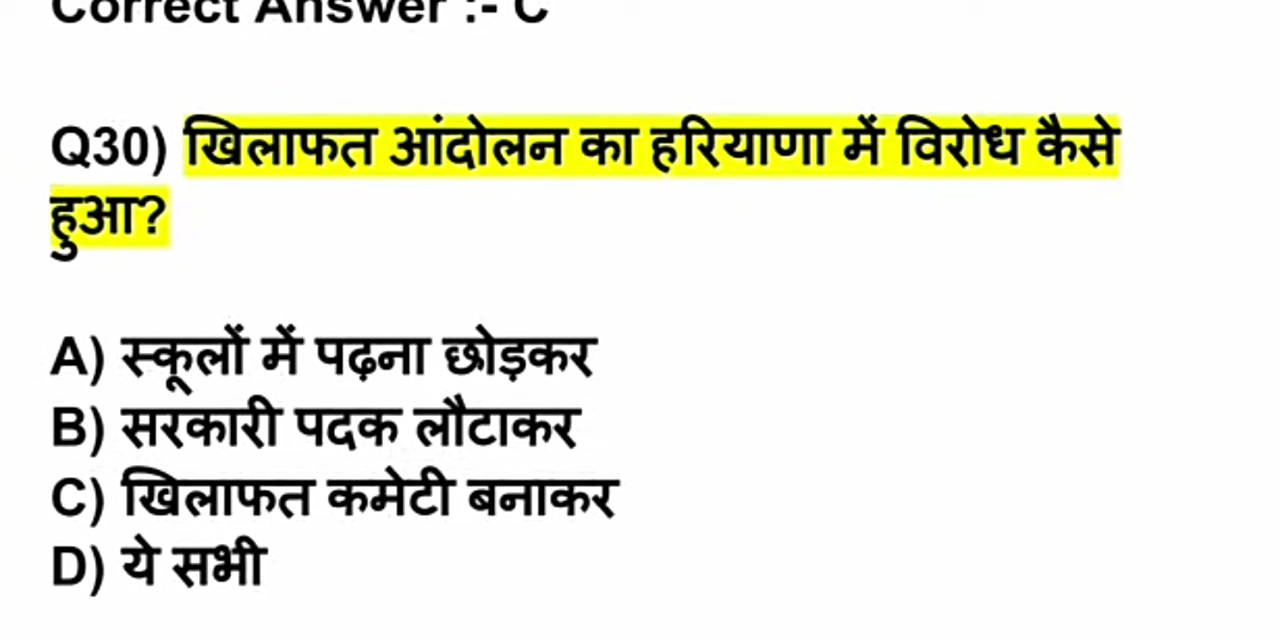 Correct Answer :- C
Q30) खिलाफत आंदोलन का हरियाणा में विरोध कैसे
हुआ?
A) स्कूलों में पढ़ना छोड़कर
B) सरकारी पदक लौटाकर
C) खिलाफत कमेटी बनाकर
D) ये सभी